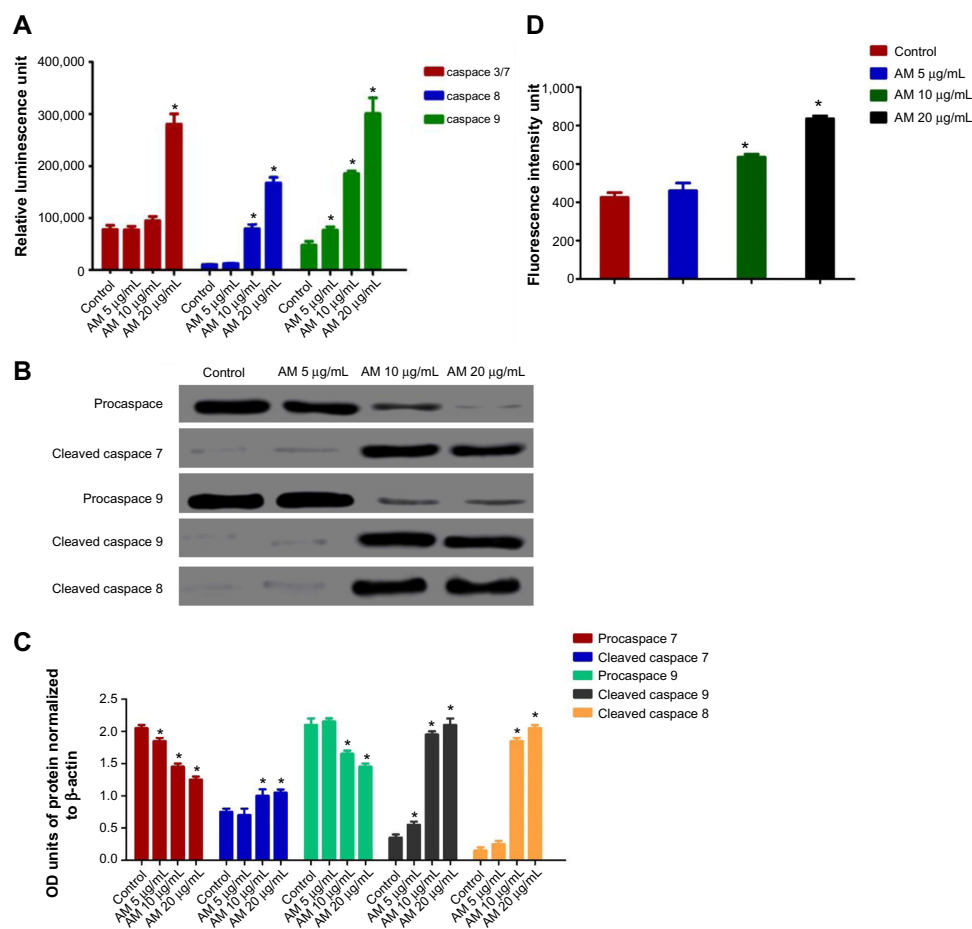 A
400,000
300,000
200,000
100,000
0
Relative luminescence unit
caspace 3/7
caspace 8
caspace 9
Control
AM 5 µg/mL
AM 10 µg/mL
AM 20 µg/mL
Control
AM 5 µg/mL
AM 10 µg/mL
AM 20 µg/mL
Control
AM 5 µg/mL
AM 10 µg/mL
AM 20 µg/mL
* * * * * *
D
Control
AM 5 µg/mL
AM 10 µg/mL
AM 20 µg/mL
1,000
800
600
400
200
0
Fluorescence intensity unit
* *
B
Control AM 5 µg/mL AM 10 µg/mL AM 20 µg/mL
Procaspace
Cleaved caspace 7
Procaspace 9
Cleaved caspace 9
Cleaved caspace 8
C
Procaspace 7
Cleaved caspace 7
Procaspace 9
Cleaved caspace 9
Cleaved caspace 8
OD units of protein normalized
to β-actin
2.5
2.0
1.5
1.0
0.5
0.0
* * * * * * * * * * * *
Control
AM 5 µg/mL
AM 10 µg/mL
AM 20 µg/mL
Control
AM 5 µg/mL
AM 10 µg/mL
AM 20 µg/mL
Control
AM 5 µg/mL
AM 10 µg/mL
AM 20 µg/mL
Control
AM 5 µg/mL
AM 10 µg/mL
AM 20 µg/mL
Control
AM 5 µg/mL
AM 10 µg/mL
AM 20 µg/mL